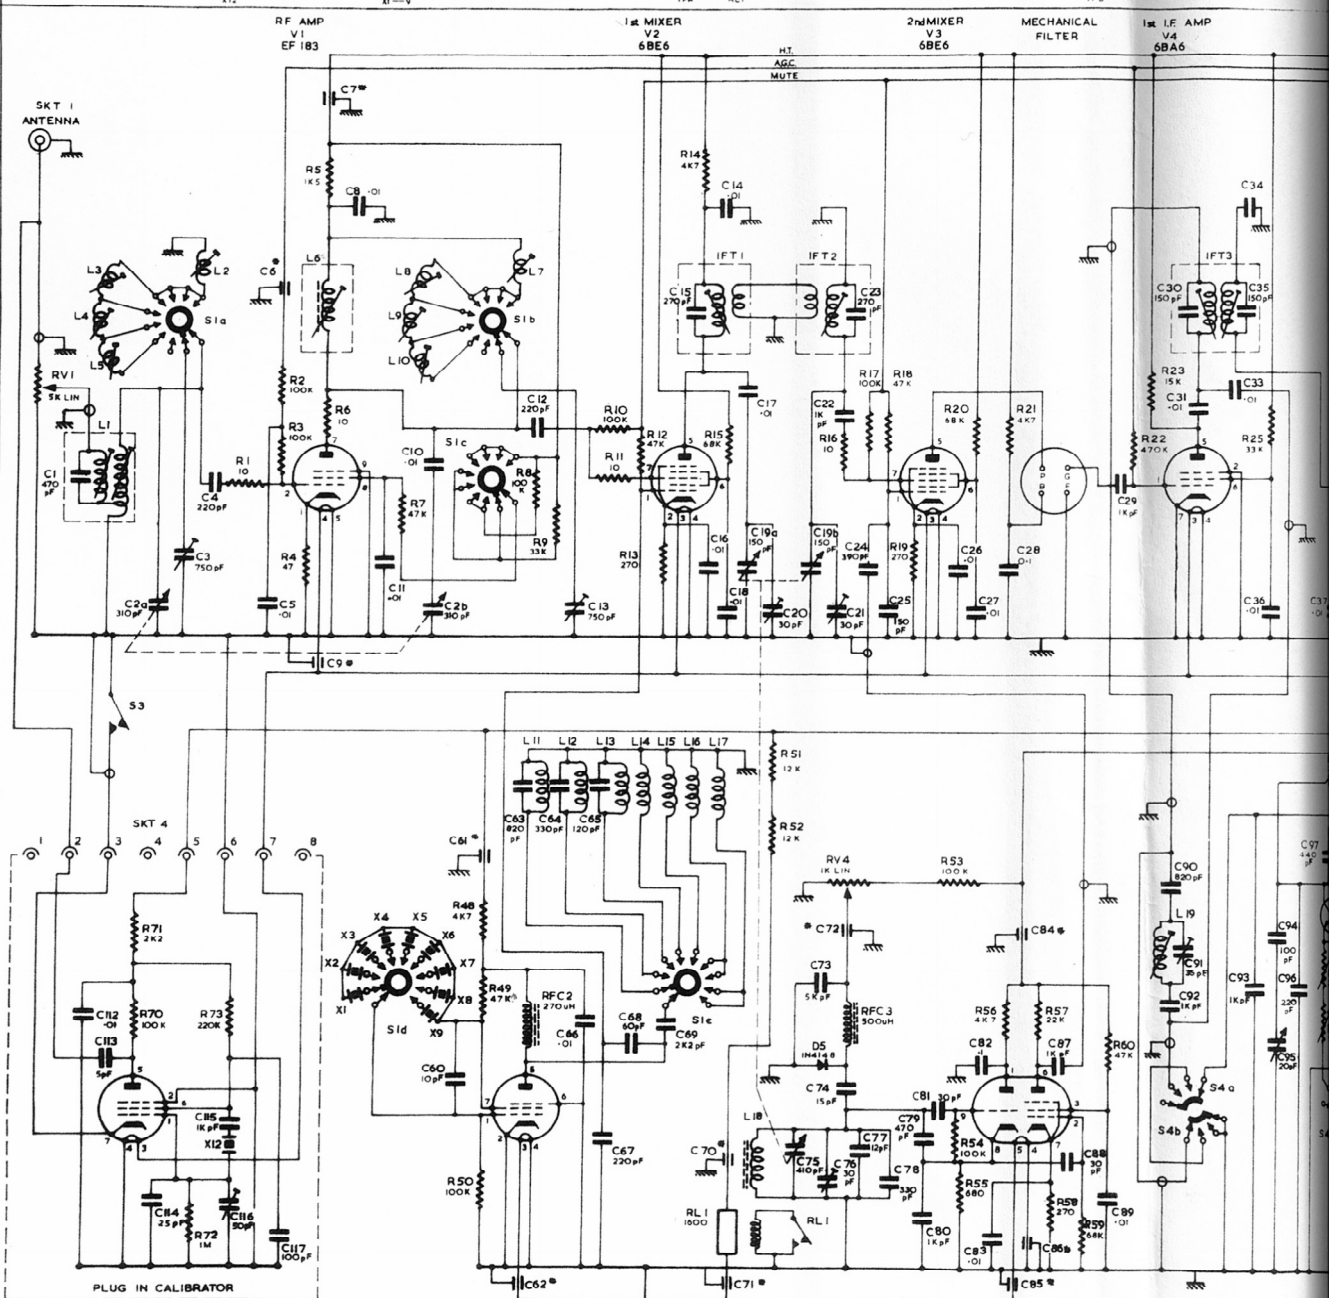 RF AMP
V1
EF 183
1st MIXER
V2
6BE6
2nd MIXER
V3
6BE6
MECHANICAL
FILTER
1st I.F. AMP
V4
6BA6
H.T.
A.G.C.
MUTE
SKT 1
ANTENNA
C7*
R5
1K5
C8 .01
R14
4K7
C14
.01
C34
L3
L2
L4
L5
S1a
C6
*
L6
L8
L7
L9
L10
S1b
IFT1
C15
270pF
IFT2
C23
270
pF
IFT3
C30
150pF
C35
150pF
RV1
5K LIN
L1
C1
470
pF
R2
100K
R3
100K
R6
10
C12
220pF
R10
100K
R11
10
R12
47K
R15
68K
C17
.01
C22
1K
pF
R16
10
R17
100K
R18
47K
R20
68K
R21
4K7
R22
470K
R23
15K
C31
.01
C33
.01
R25
33K
C4
220pF
R1
10
C10
.01
S1c
R8
100
K
R7
47K
R9
33K
P
B
G
F
C29
1KpF
C3
750pF
C2a
310pF
R4
47
C5
.01
C11
.01
C2b
310pF
C13
750pF
R13
270
C16
.01
C18
.01
C19a
150
pF
C20
30pF
C19b
150
pF
C21
30pF
C24
390pF
C25
150
pF
R19
270
C26
.01
C27
.01
C28
0.1
C36
.01
C37
C9*
S3
L11
L12
L13
L14
L15
L16
L17
R51
12K
R52
12K
C63
820
pF
C64
330pF
C65
120pF
SKT 4
1
2
3
4
5
6
7
8
C61*
RV4
1K LIN
R53
100K
C90
820pF
C97
440
pF
R71
2K2
X1
X2
X3
X4
X5
X6
X7
X8
X9
S1d
R48
4K7
R49
47K
RFC2
270uH
C66
.01
C68
60pF
C69
2K2pF
S1e
C72
*
C73
5KpF
RFC3
500uH
C84*
L19
C91
35pF
C92
1KpF
C93
1KpF
C94
100
pF
C96
220
pF
C95
20pF
C112
.01
R70
100K
R73
220K
C113
5pF
C115
1KpF
X12
C60
10pF
D5
1N4148
C74
15pF
R56
4K7
R57
22K
C82
.1
C87
1KpF
R60
47K
S4a
S4b
C81
30pF
C79
470
pF
R54
100K
L18
C75
410pF
C76
30
pF
C77
12pF
C78
330
pF
C88
30
pF
C67
220pF
C70
*
R50
100K
R55
680
R58
270
R59
68K
C89
.01
C114
25pF
R72
1M
C116
50pF
C117
100pF
RL1
1600
RL1
C80
1KpF
C83
.01
PLUG IN CALIBRATOR
C62*
C71*
C85*